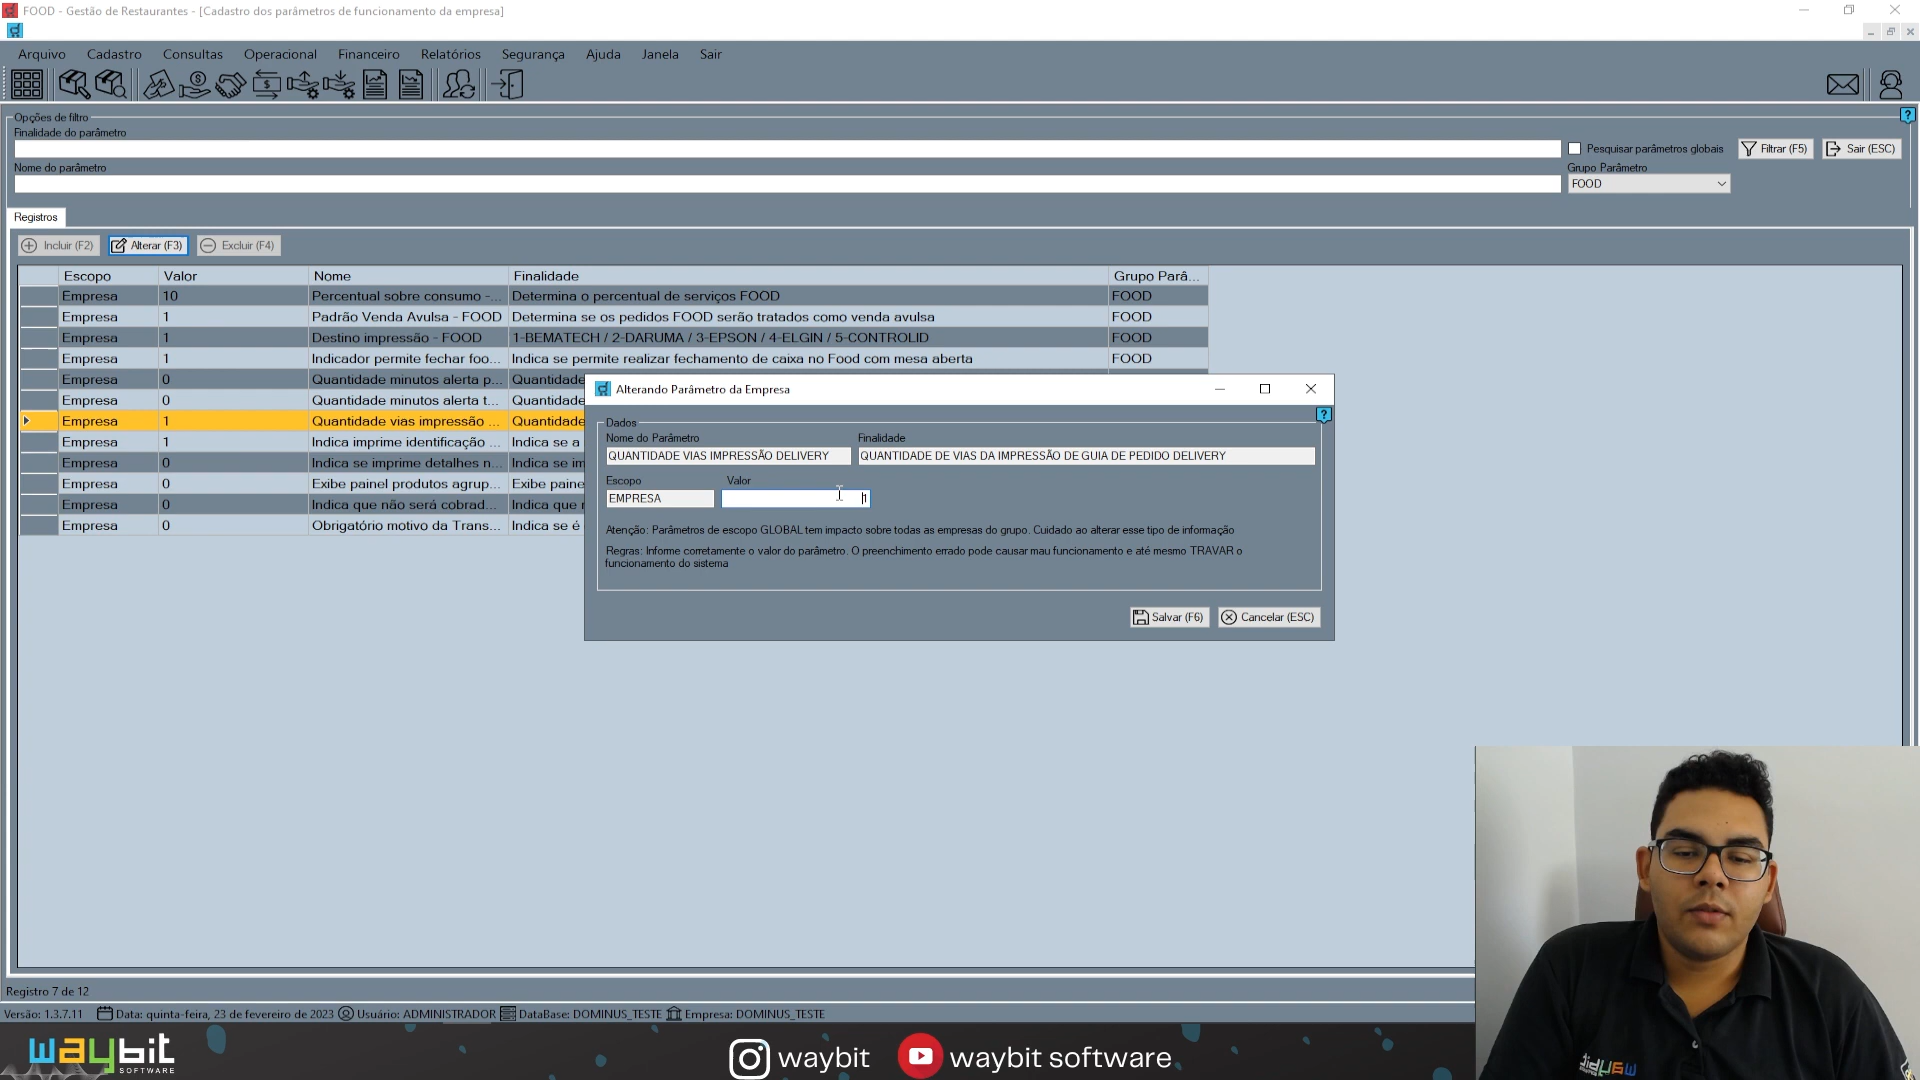 FOOD - Gestão de Restaurantes - [Cadastro dos parâmetros de funcionamento da empresa]
Arquivo Cadastro Consultas Operacional Financeiro Relatórios Segurança Ajuda Janela Sair
Opções de filtro
Finalidade do parâmetro
Pesquisar parâmetros globais Filtrar (F5) Sair (ESC)
Nome do parâmetro Grupo Parâmetro
FOOD
Registros
Incluir (F2) Alterar (F3) Excluir (F4)
Escopo Valor Nome Finalidade Grupo Parâ...
Empresa 10 Percentual sobre consumo -... Determina o percentual de serviços FOOD FOOD
Empresa 1 Padrão Venda Avulsa - FOOD Determina se os pedidos FOOD serão tratados como venda avulsa FOOD
Empresa 1 Destino impressão - FOOD 1-BEMATECH / 2-DARUMA / 3-EPSON / 4-ELGIN / 5-CONTROLID FOOD
Empresa 1 Indicador permite fechar foo... Indica se permite realizar fechamento de caixa no Food com mesa aberta FOOD
Empresa 0 Quantidade minutos alerta p... Quantidade
Empresa 0 Quantidade minutos alerta t... Quantidade
Empresa 1 Quantidade vias impressão ... Quantidade
Empresa 1 Indica imprime identificação ... Indica se a
Empresa 0 Indica se imprime detalhes n... Indica se im
Empresa 0 Exibe painel produtos agrup... Exibe paine
Empresa 0 Indica que não será cobrad... Indica que
Empresa 0 Obrigatório motivo da Trans... Indica se é
Alterando Parâmetro da Empresa
Dados
Nome do Parâmetro Finalidade
QUANTIDADE VIAS IMPRESSÃO DELIVERY QUANTIDADE DE VIAS DA IMPRESSÃO DE GUIA DE PEDIDO DELIVERY
Escopo Valor
EMPRESA 1
Atenção: Parâmetros de escopo GLOBAL tem impacto sobre todas as empresas do grupo. Cuidado ao alterar esse tipo de informação
Regras: Informe corretamente o valor do parâmetro. O preenchimento errado pode causar mau funcionamento e até mesmo TRAVAR o
funcionamento do sistema
Salvar (F6) Cancelar (ESC)
Registro 7 de 12
Versão: 1.3.7.11 Data: quinta-feira, 23 de fevereiro de 2023 Usuário: ADMINISTRADOR DataBase: DOMINUS_TESTE Empresa: DOMINUS_TESTE
waybit
SOFTWARE
waybit waybit software